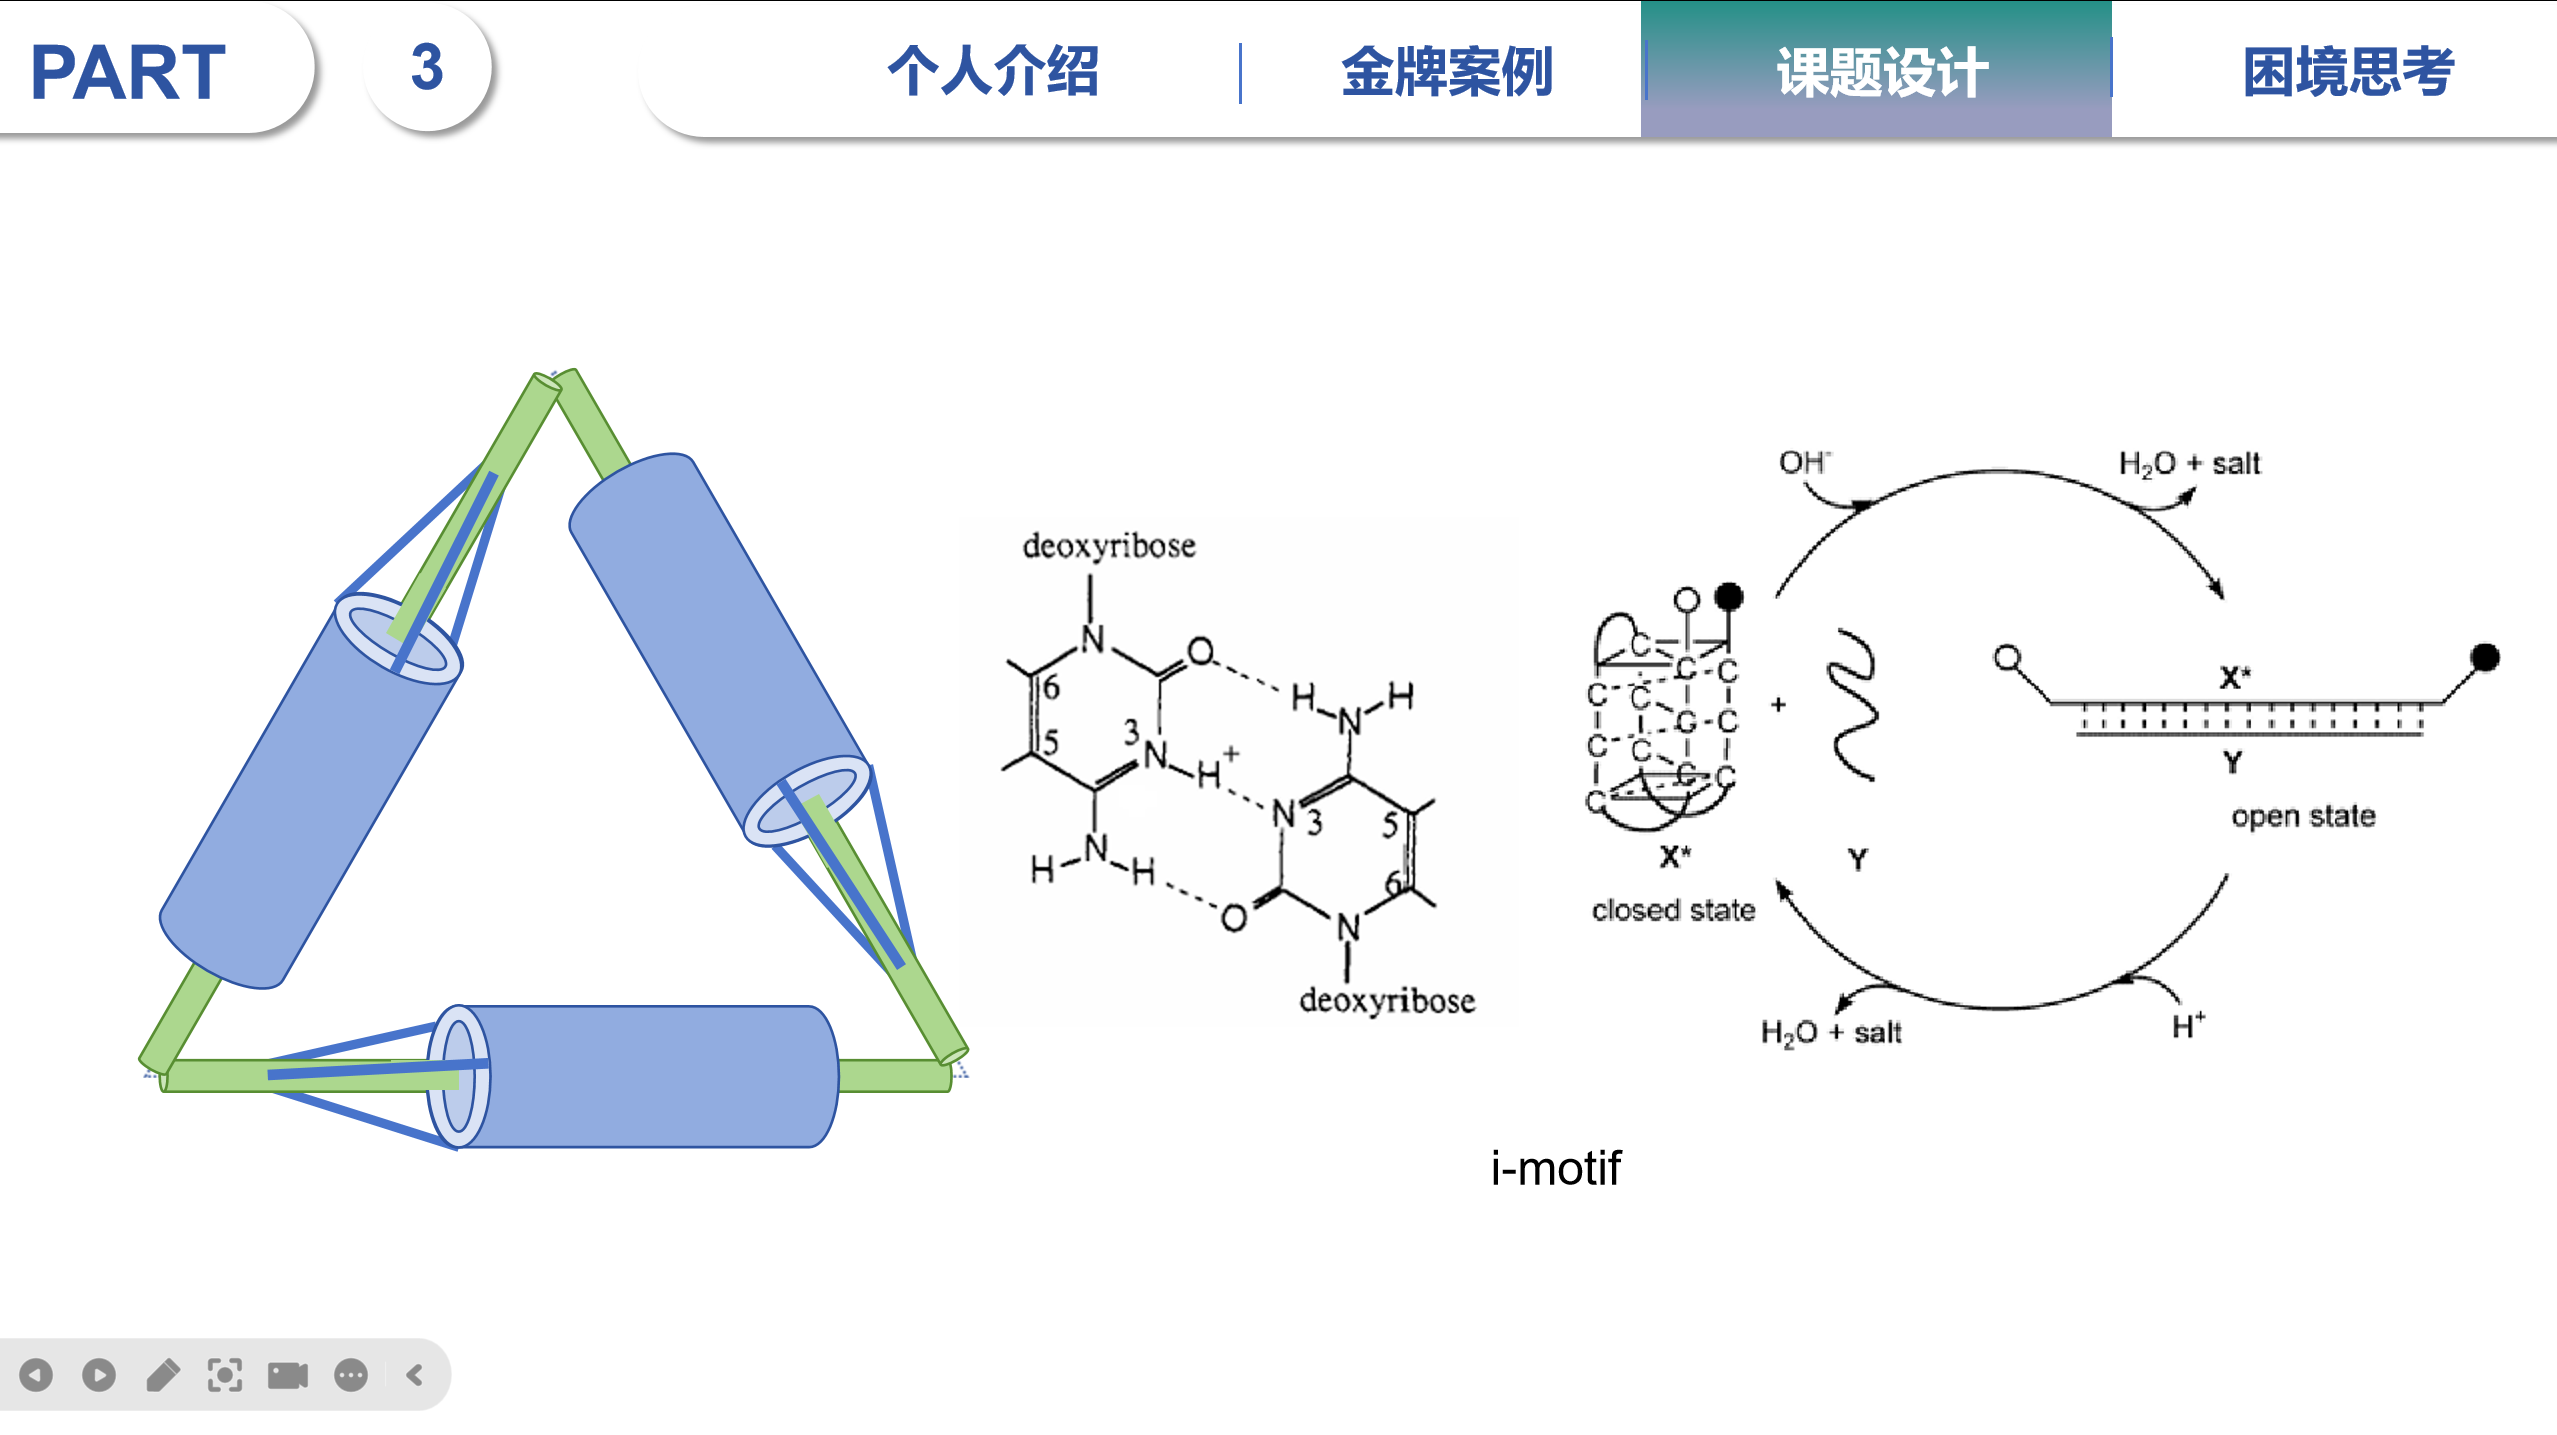 PART 3 个人介绍 金牌案例 课题设计 困境思考
OH⁻
H₂O + salt
deoxyribose
N
O
6
H
H
N
5
3
N
H
+
N
3
5
H
N
H
O
N
6
deoxyribose
C
C
C
C
C
C
G
C
C
C
C
C
C
+
X*
Y
closed state
X*
Y
open state
H₂O + salt
H⁺
i-motif